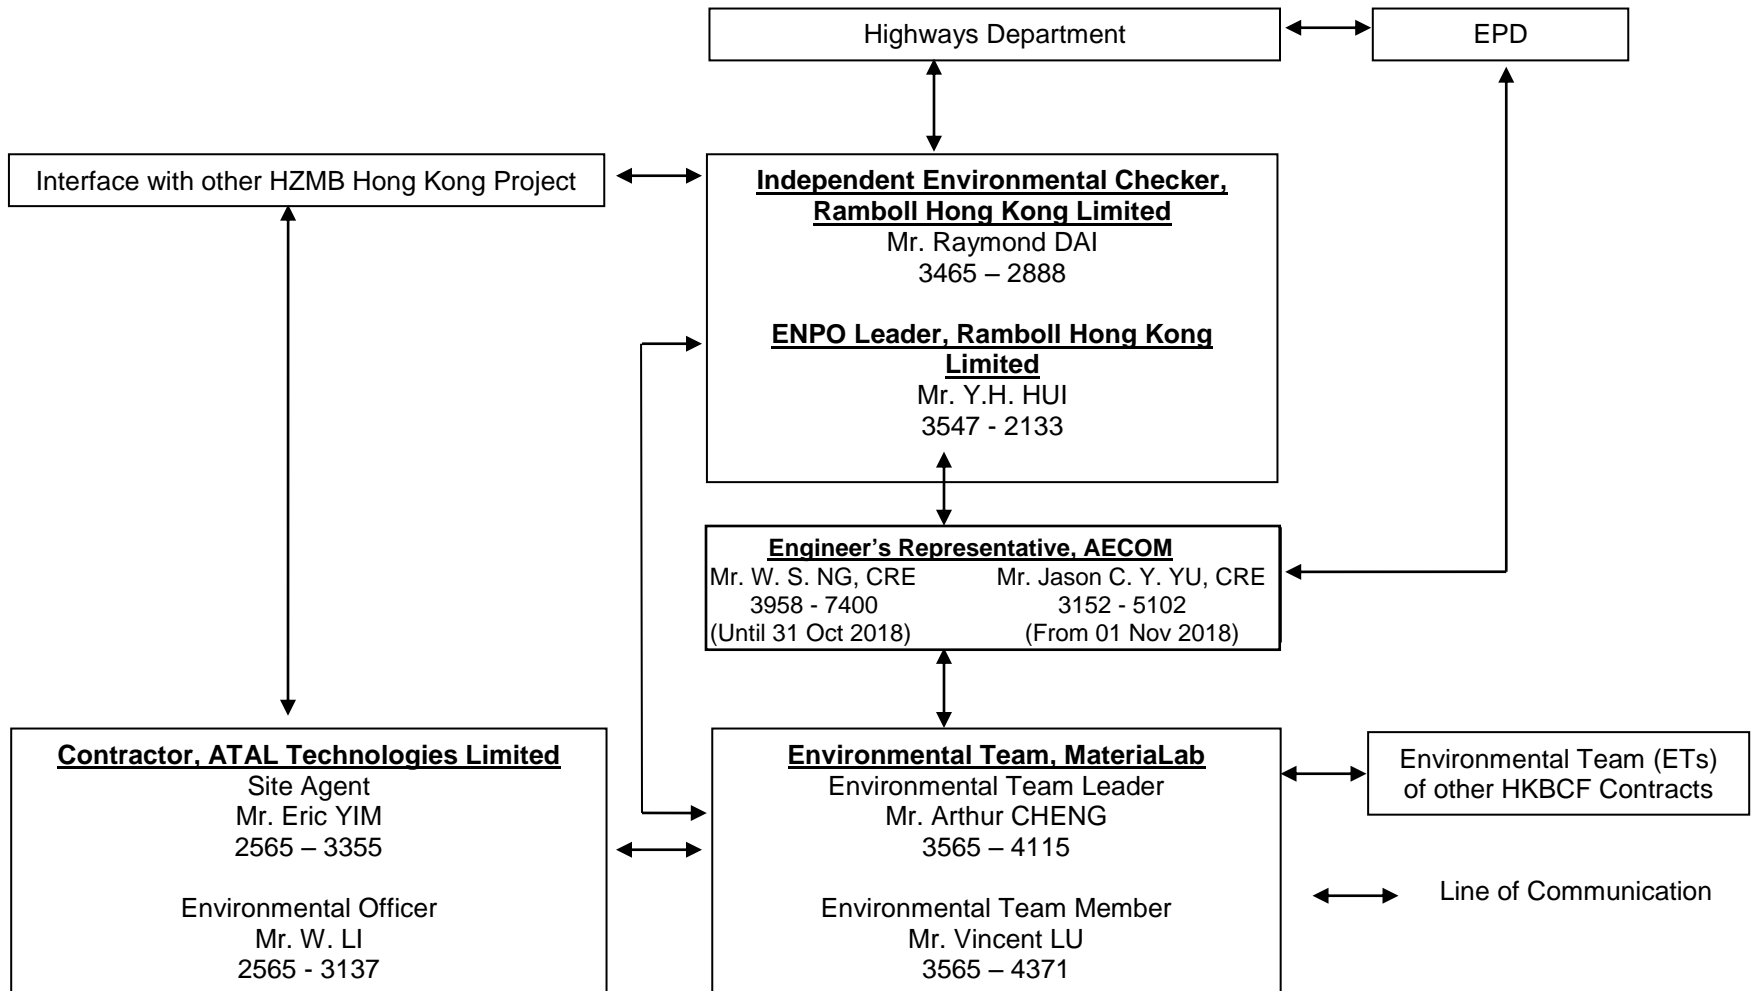 Highways Department
EPD
Interface with other HZMB Hong Kong Project
Independent Environmental Checker,
Ramboll Hong Kong Limited
Mr. Raymond DAI
3465 – 2888
ENPO Leader, Ramboll Hong Kong
Limited
Mr. Y.H. HUI
3547 - 2133
Engineer’s Representative, AECOM
Mr. W. S. NG, CRE
3958 - 7400
(Until 31 Oct 2018)
Mr. Jason C. Y. YU, CRE
3152 - 5102
(From 01 Nov 2018)
Contractor, ATAL Technologies Limited
Site Agent
Mr. Eric YIM
2565 – 3355
Environmental Officer
Mr. W. LI
2565 - 3137
Environmental Team, MateriaLab
Environmental Team Leader
Mr. Arthur CHENG
3565 – 4115
Environmental Team Member
Mr. Vincent LU
3565 – 4371
Environmental Team (ETs)
of other HKBCF Contracts
Line of Communication